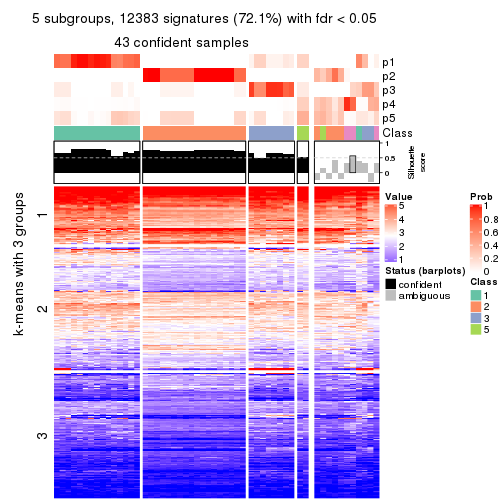 5 subgroups, 12383 signatures (72.1%) with fdr < 0.05
43 confident samples
p1
p2
p3
p4
p5
Class
1
0.5
0
Silhouette
score
k-means with 3 groups
1
2
3
Value
5
4
3
2
1
Status (barplots)
confident
ambiguous
Prob
1
0.8
0.6
0.4
0.2
0
Class
1
2
3
5